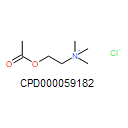 O
O
N+
Cl-
CPD000059182